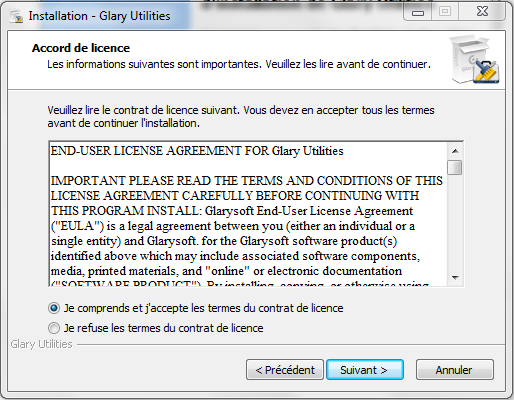 Installation - Glary Utilities
Accord de licence
Les informations suivantes sont importantes. Veuillez les lire avant de continuer.
Veuillez lire le contrat de licence suivant. Vous devez en accepter tous les termes
avant de continuer l'installation.
END-USER LICENSE AGREEMENT FOR Glary Utilities
IMPORTANT PLEASE READ THE TERMS AND CONDITIONS OF THIS
LICENSE AGREEMENT CAREFULLY BEFORE CONTINUING WITH
THIS PROGRAM INSTALL: Glarysoft End-User License Agreement
("EULA") is a legal agreement between you (either an individual or a
single entity) and Glarysoft. for the Glarysoft software product(s)
identified above which may include associated software components,
media, printed materials, and "online" or electronic documentation
("SOFTWARE PRODUCT"). By installing, copying, or otherwise using
Je comprends et j'accepte les termes du contrat de licence
Je refuse les termes du contrat de licence
Glary Utilities
< Précédent
Suivant >
Annuler